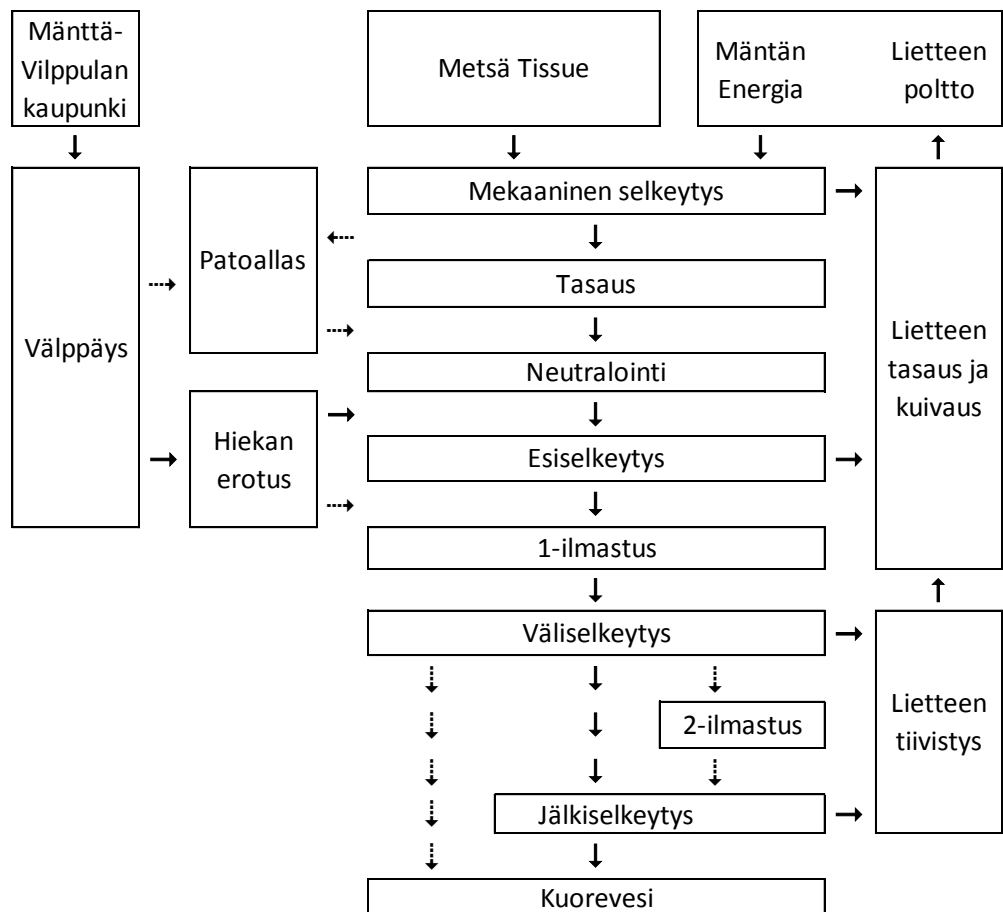 Mänttä-
Vilppulan
kaupunki
Metsä Tissue
Mäntän
Energia
Lietteen
poltto
Välppäys
Patoallas
Hiekan
erotus
Mekaaninen selkeytys
Tasaus
Neutralointi
Esiselkeytys
1-ilmastus
Väliselkeytys
2-ilmastus
Jälkiselkeytys
Kuorevesi
Lietteen
tasaus ja
kuivaus
Lietteen
tiivistys